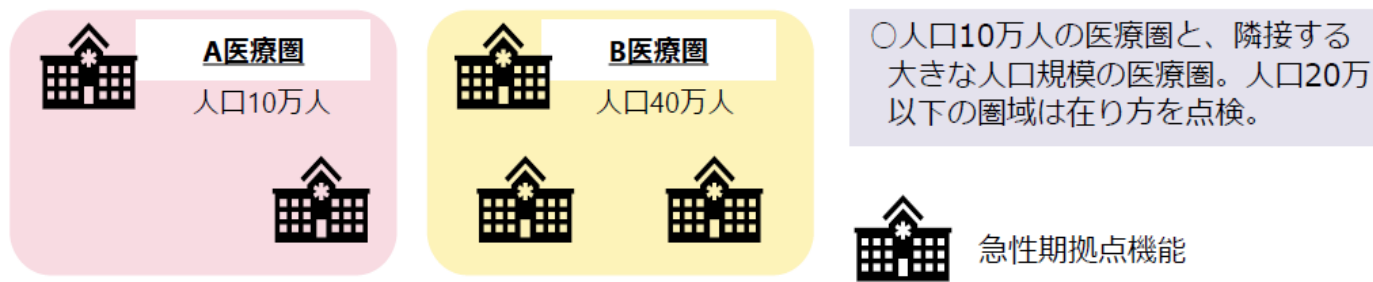 A医療圏
人口10万人
B医療圏
人口40万人
○人口10万人の医療圏と、隣接する
大きな人口規模の医療圏。人口20万
以下の圏域は在り方を点検。
急性期拠点機能